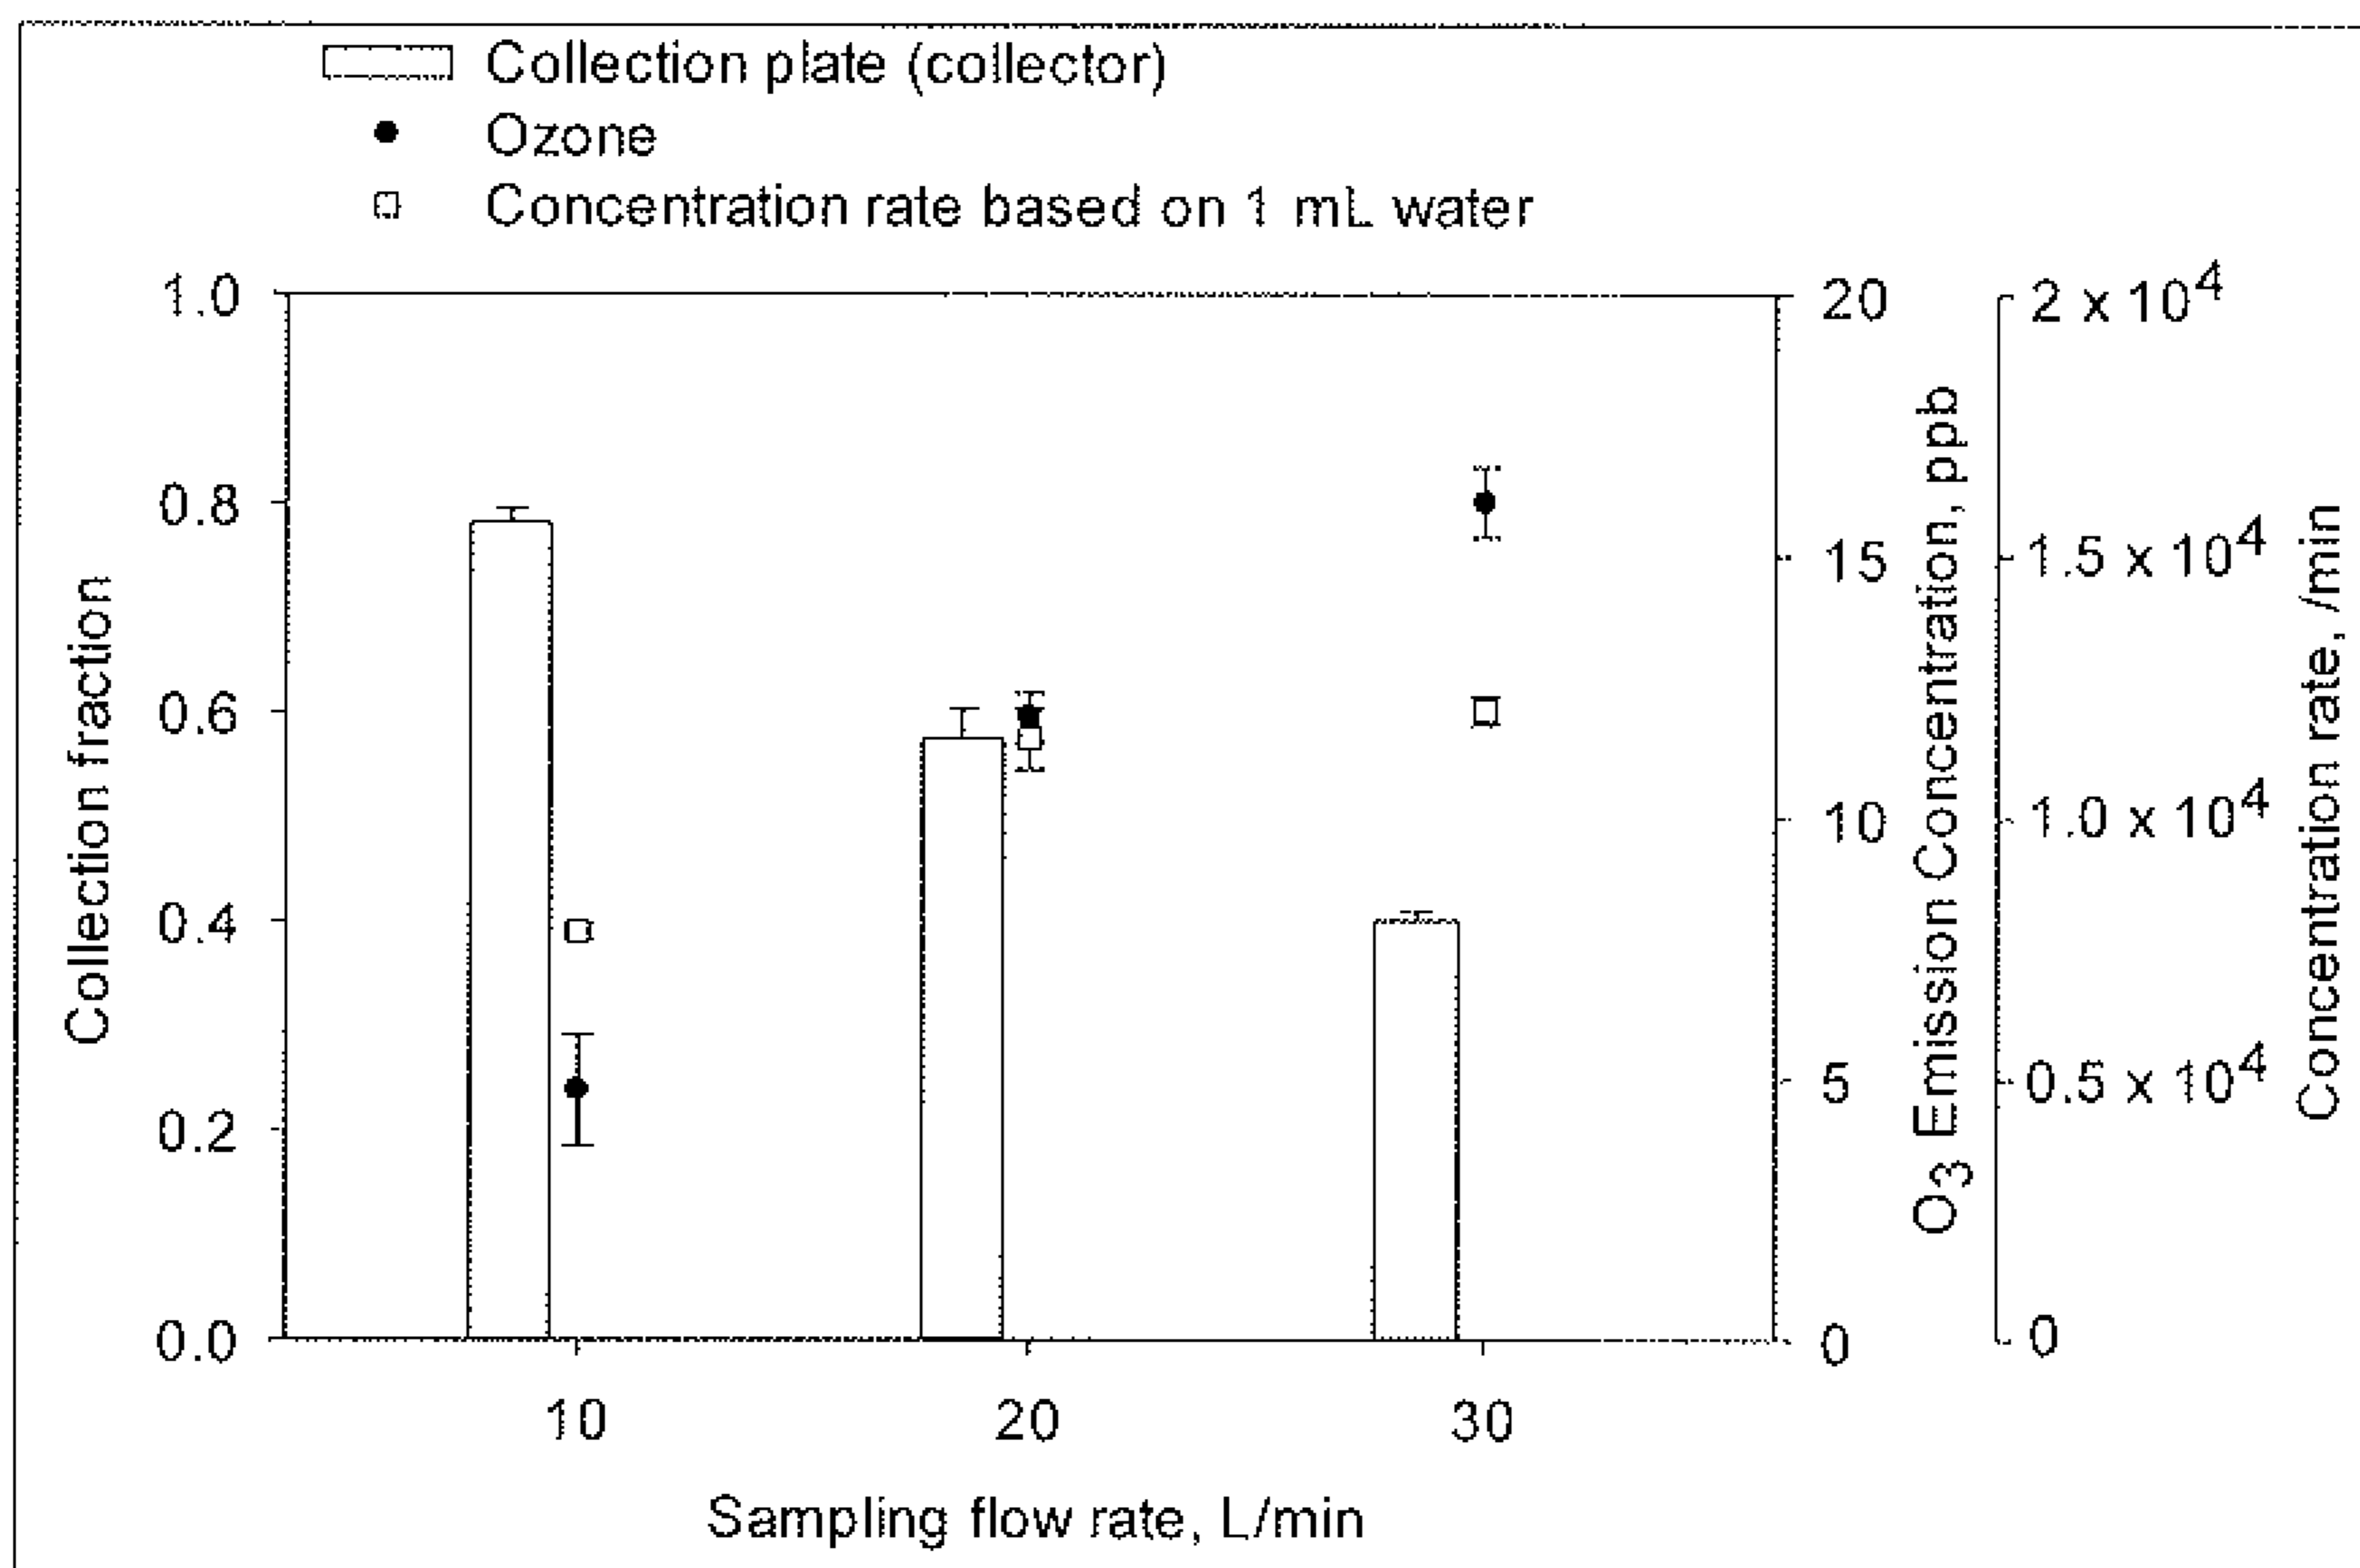 Collection plate (collector)
Ozone
Concentration rate based on 1 mL water
1.0
0.8
0.6
0.4
0.2
0.0
Collection fraction
10
20
30
Sampling flow rate, L/min
20
15
10
5
0
O3 Emission Concentration, ppb
2 x 10^4
1.5 x 10^4
1.0 x 10^4
0.5 x 10^4
0
Concentration rate, /min